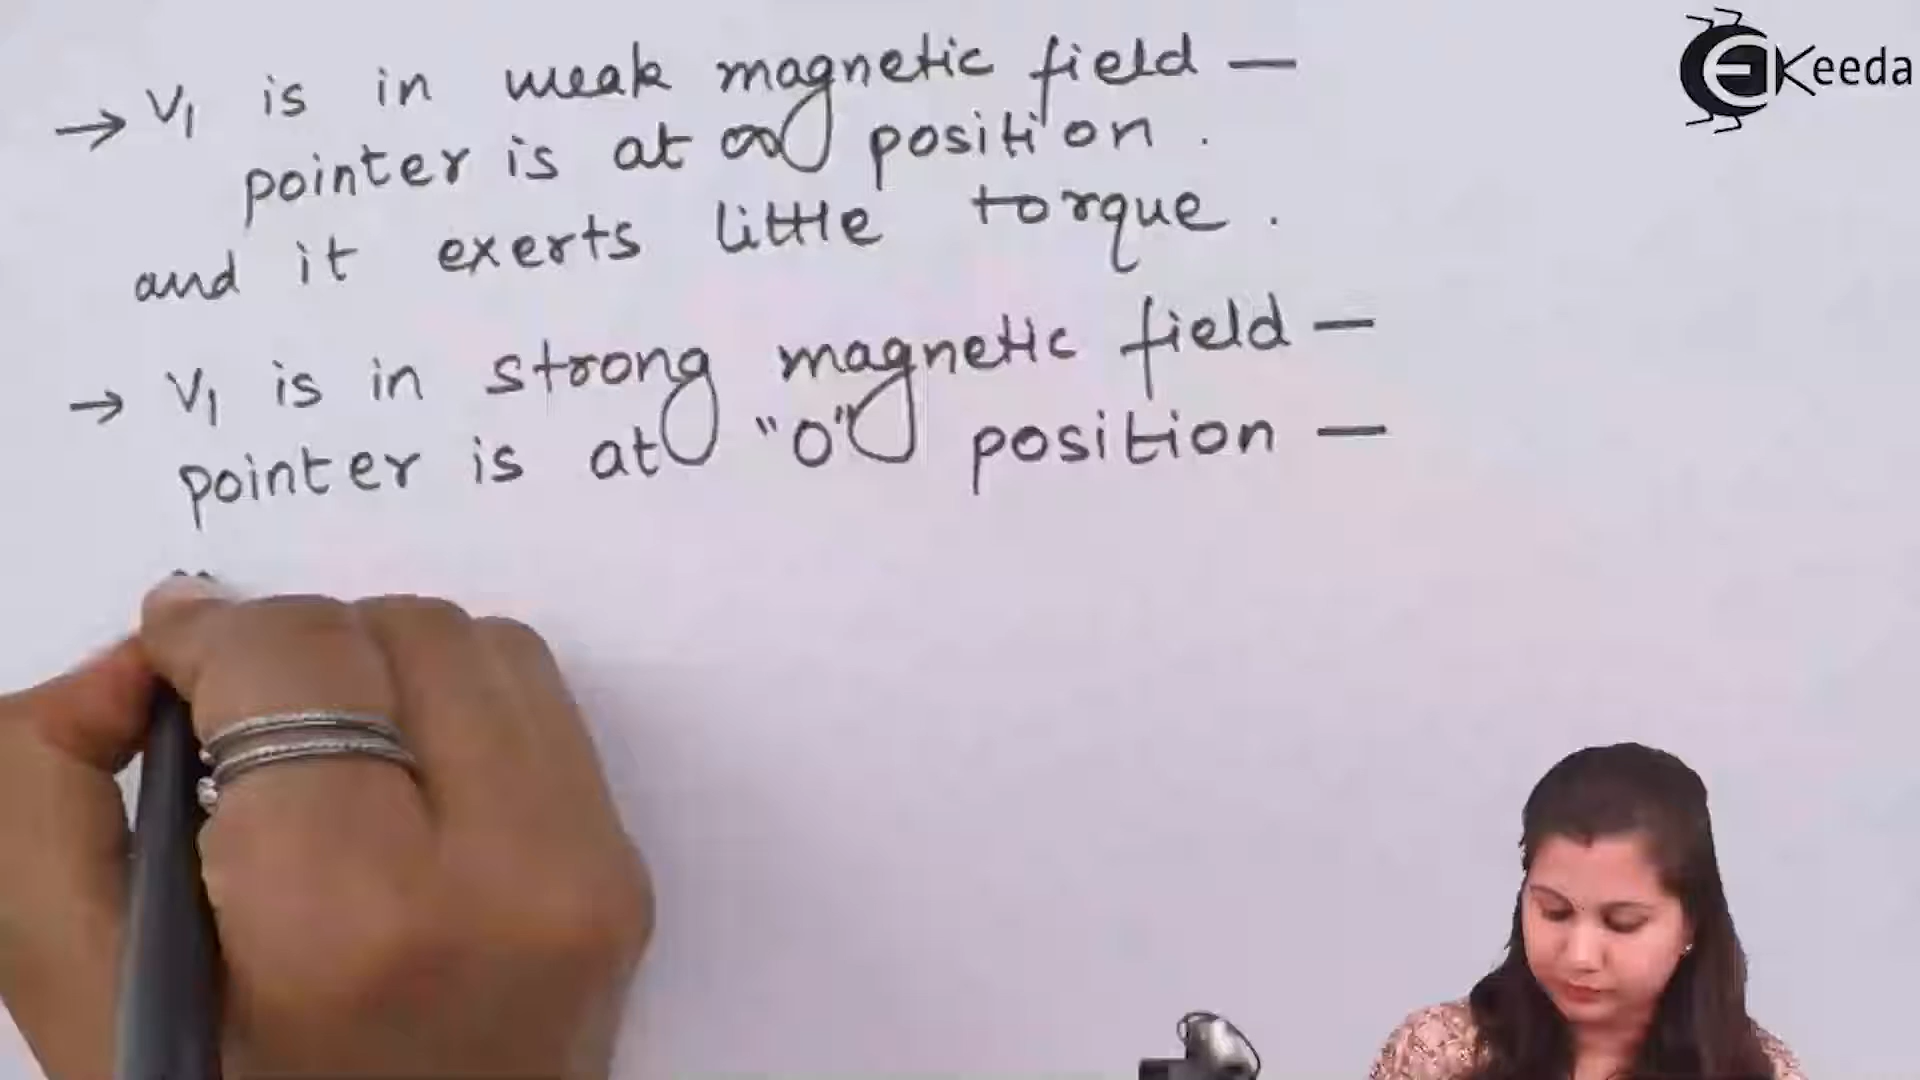 → V1 is in weak magnetic field —
pointer is at ∞ position.
and it exerts little torque.
→ V1 is in strong magnetic field —
pointer is at "0" position —
EKeeda